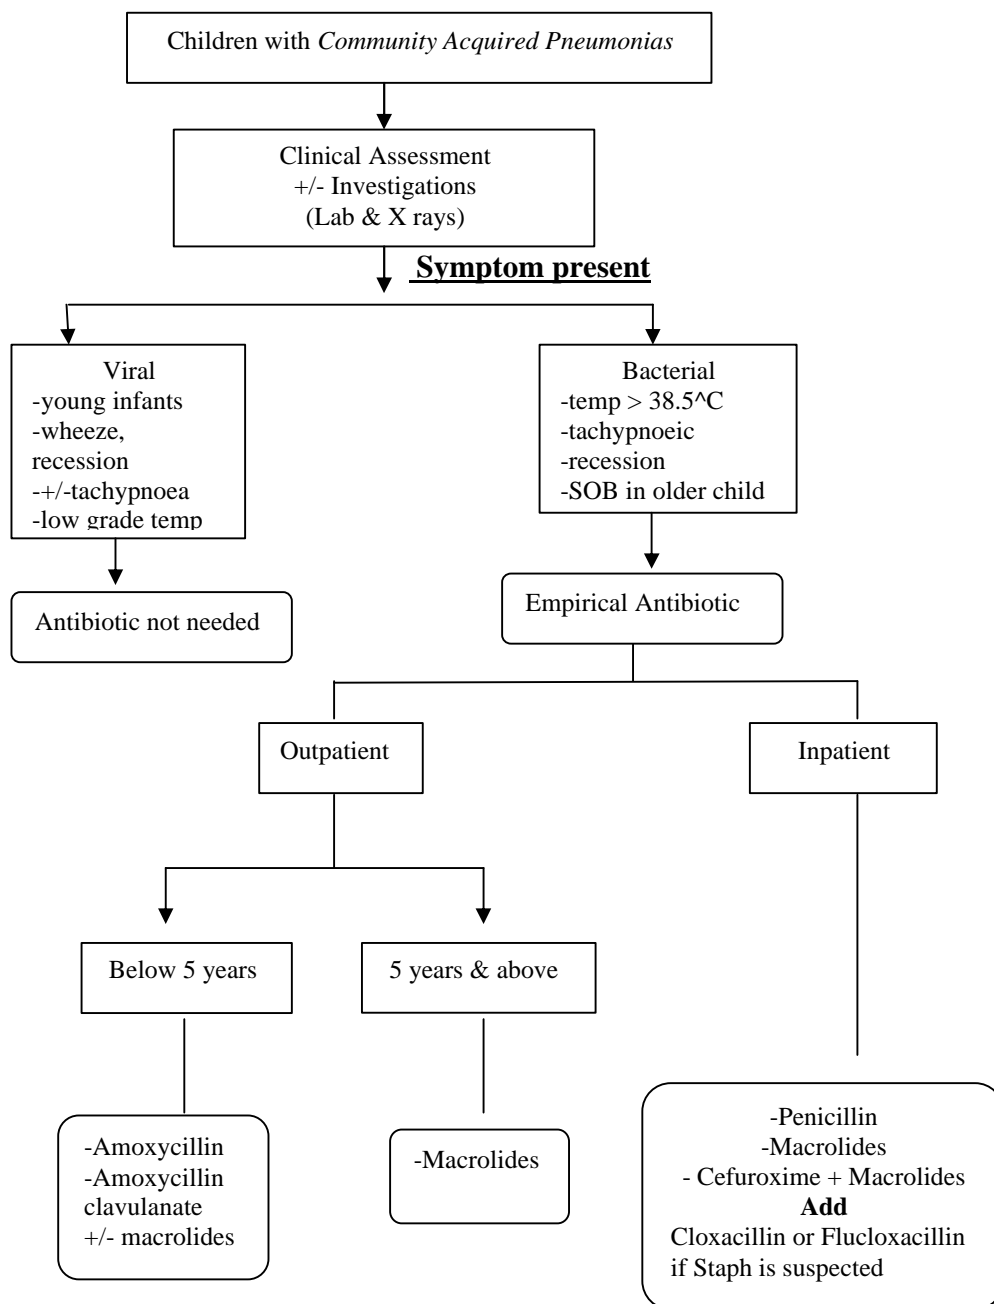 Children with Community Acquired Pneumonias
Clinical Assessment
+/- Investigations
(Lab & X rays)
Symptom present
Viral
-young infants
-wheeze,
recession
-+/-tachypnoea
-low grade temp
Bacterial
-temp > 38.5^C
-tachypnoeic
-recession
-SOB in older child
Antibiotic not needed
Empirical Antibiotic
Outpatient
Inpatient
Below 5 years
5 years & above
-Amoxycillin
-Amoxycillin
clavulanate
+/- macrolides
-Macrolides
-Penicillin
-Macrolides
- Cefuroxime + Macrolides
Add
Cloxacillin or Flucloxacillin
if Staph is suspected